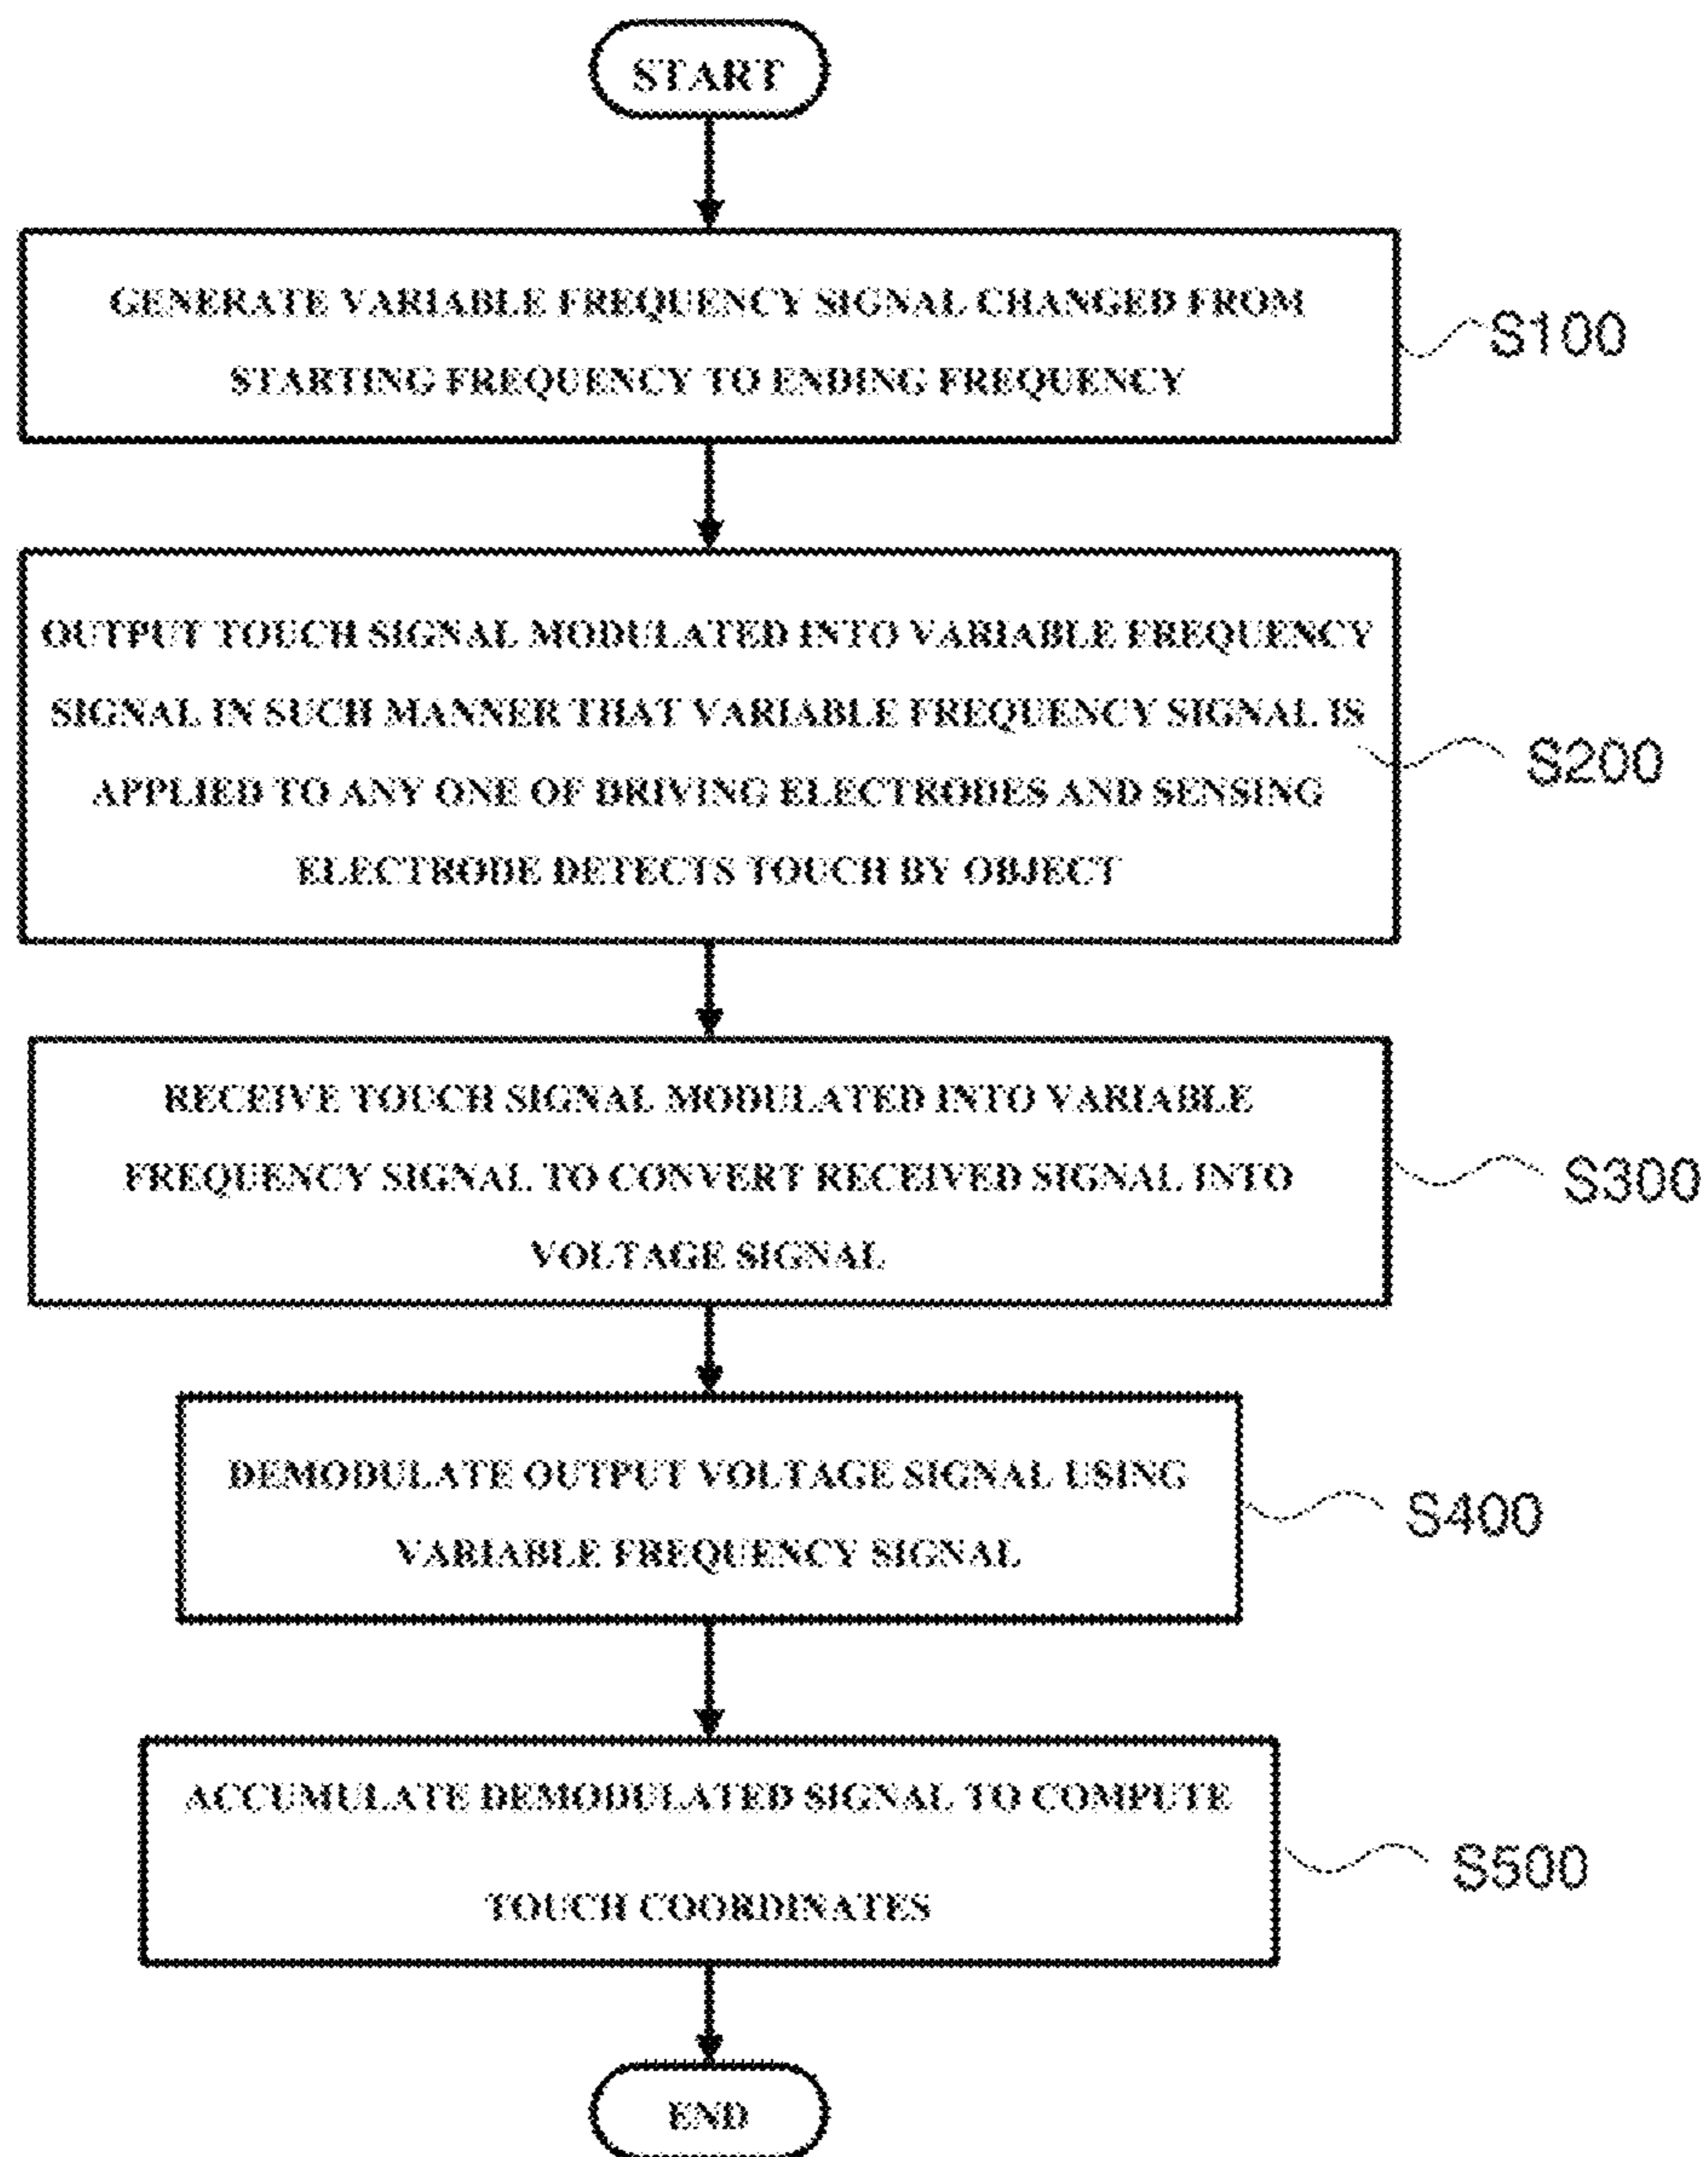 START
GENERATE VARIABLE FREQUENCY SIGNAL CHANGED FROM
STARTING FREQUENCY TO ENDING FREQUENCY
S100
OUTPUT TOUCH SIGNAL MODULATED INTO VARIABLE FREQUENCY
SIGNAL IN SUCH MANNER THAT VARIABLE FREQUENCY SIGNAL IS
APPLIED TO ANY ONE OF DRIVING ELECTRODES AND SENSING
ELECTRODE DETECTS TOUCH BY OBJECT
S200
RECEIVE TOUCH SIGNAL MODULATED INTO VARIABLE
FREQUENCY SIGNAL TO CONVERT RECEIVED SIGNAL INTO
VOLTAGE SIGNAL
S300
DEMODULATE OUTPUT VOLTAGE SIGNAL USING
VARIABLE FREQUENCY SIGNAL
S400
ACCUMULATE DEMODULATED SIGNAL TO COMPUTE
TOUCH COORDINATES
S500
END